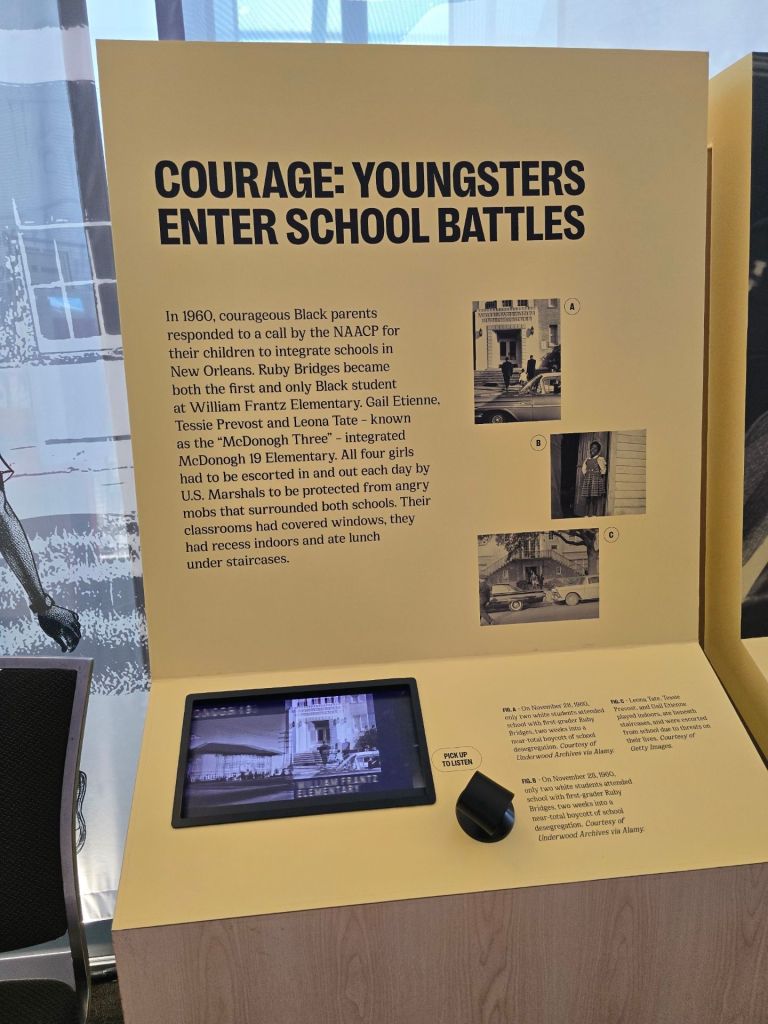 COURAGE: YOUNGSTERS
ENTER SCHOOL BATTLES
In 1960, courageous Black parents
responded to a call by the NAACP for
their children to integrate schools in
New Orleans. Ruby Bridges became
both the first and only Black student
at William Frantz Elementary. Gail Etienne,
Tessie Prevost and Leona Tate – known
as the “McDonogh Three” – integrated
McDonogh 19 Elementary. All four girls
had to be escorted in and out each day by
U.S. Marshals to be protected from angry
mobs that surrounded both schools. Their
classrooms had covered windows, they
had recess indoors and ate lunch
under staircases.
A
B
C
WILLIAM FRANTZ
ELEMENTARY
PICK UP
TO LISTEN
FIG. A - On November 28, 1960,
only two white students attended
school with first-grader Ruby
Bridges, two weeks into a
near-total boycott of school
desegregation. Courtesy of
Underwood Archives via Alamy.
FIG. B - On November 28, 1960,
only two white students attended
school with first-grader Ruby
Bridges, two weeks into a
near-total boycott of school
desegregation. Courtesy of
Underwood Archives via Alamy.
FIG. C - Leona Tate, Tessie
Prevost, and Gail Etienne
played indoors, ate beneath
staircases, and were escorted
from school due to threats on
their lives. Courtesy of
Getty Images.